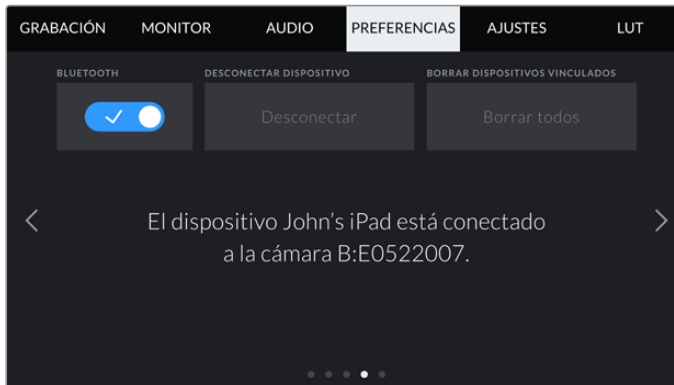 GRABACIÓN MONITOR AUDIO PREFERENCIAS AJUSTES LUT
BLUETOOTH DESCONECTAR DISPOSITIVO BORRAR DISPOSITIVOS VINCULADOS
Desconectar Borrar todos
El dispositivo John's iPad está conectado
a la cámara B:E0522007.